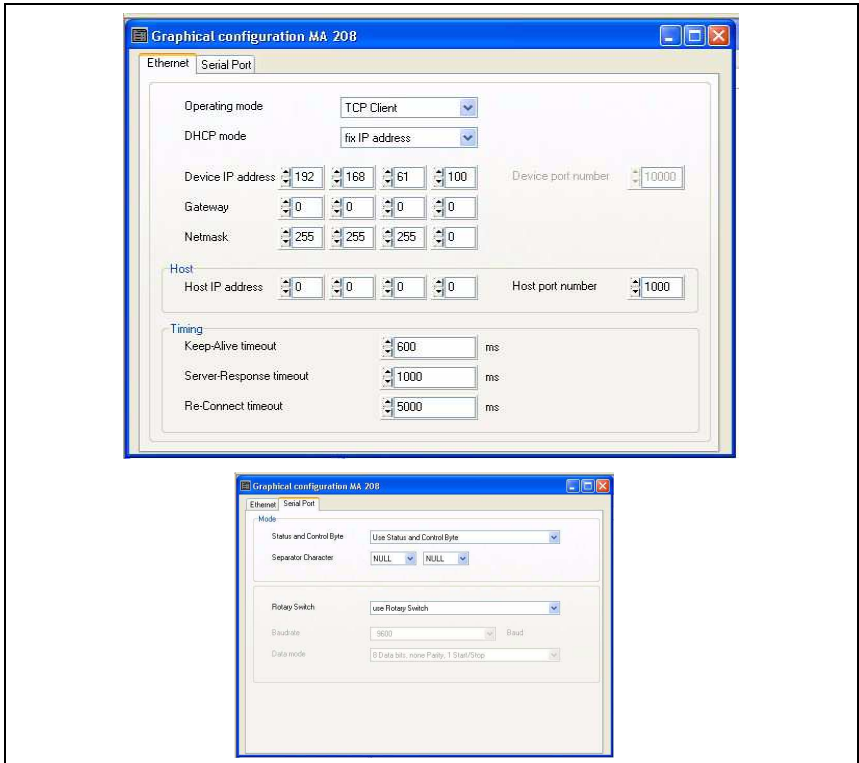 Graphical configuration MA 208
Ethernet Serial Port
Operating mode TCP Client
DHCP mode fix IP address
Device IP address 192 168 61 100 Device port number 10000
Gateway 0 0 0 0
Netmask 255 255 255 0
Host
Host IP address 0 0 0 0 Host port number 1000
Timing
Keep-Alive timeout 600 ms
Server-Response timeout 1000 ms
Re-Connect timeout 5000 ms
Graphical configuration MA 208
Ethernet Serial Port
Mode
Status and Control Byte Use Status and Control Byte
Separator Character NULL NULL
Rotary Switch use Rotary Switch
Baudrate 9600 Baud
Data mode 8 Data bits, none Parity, 1 Start/Stop